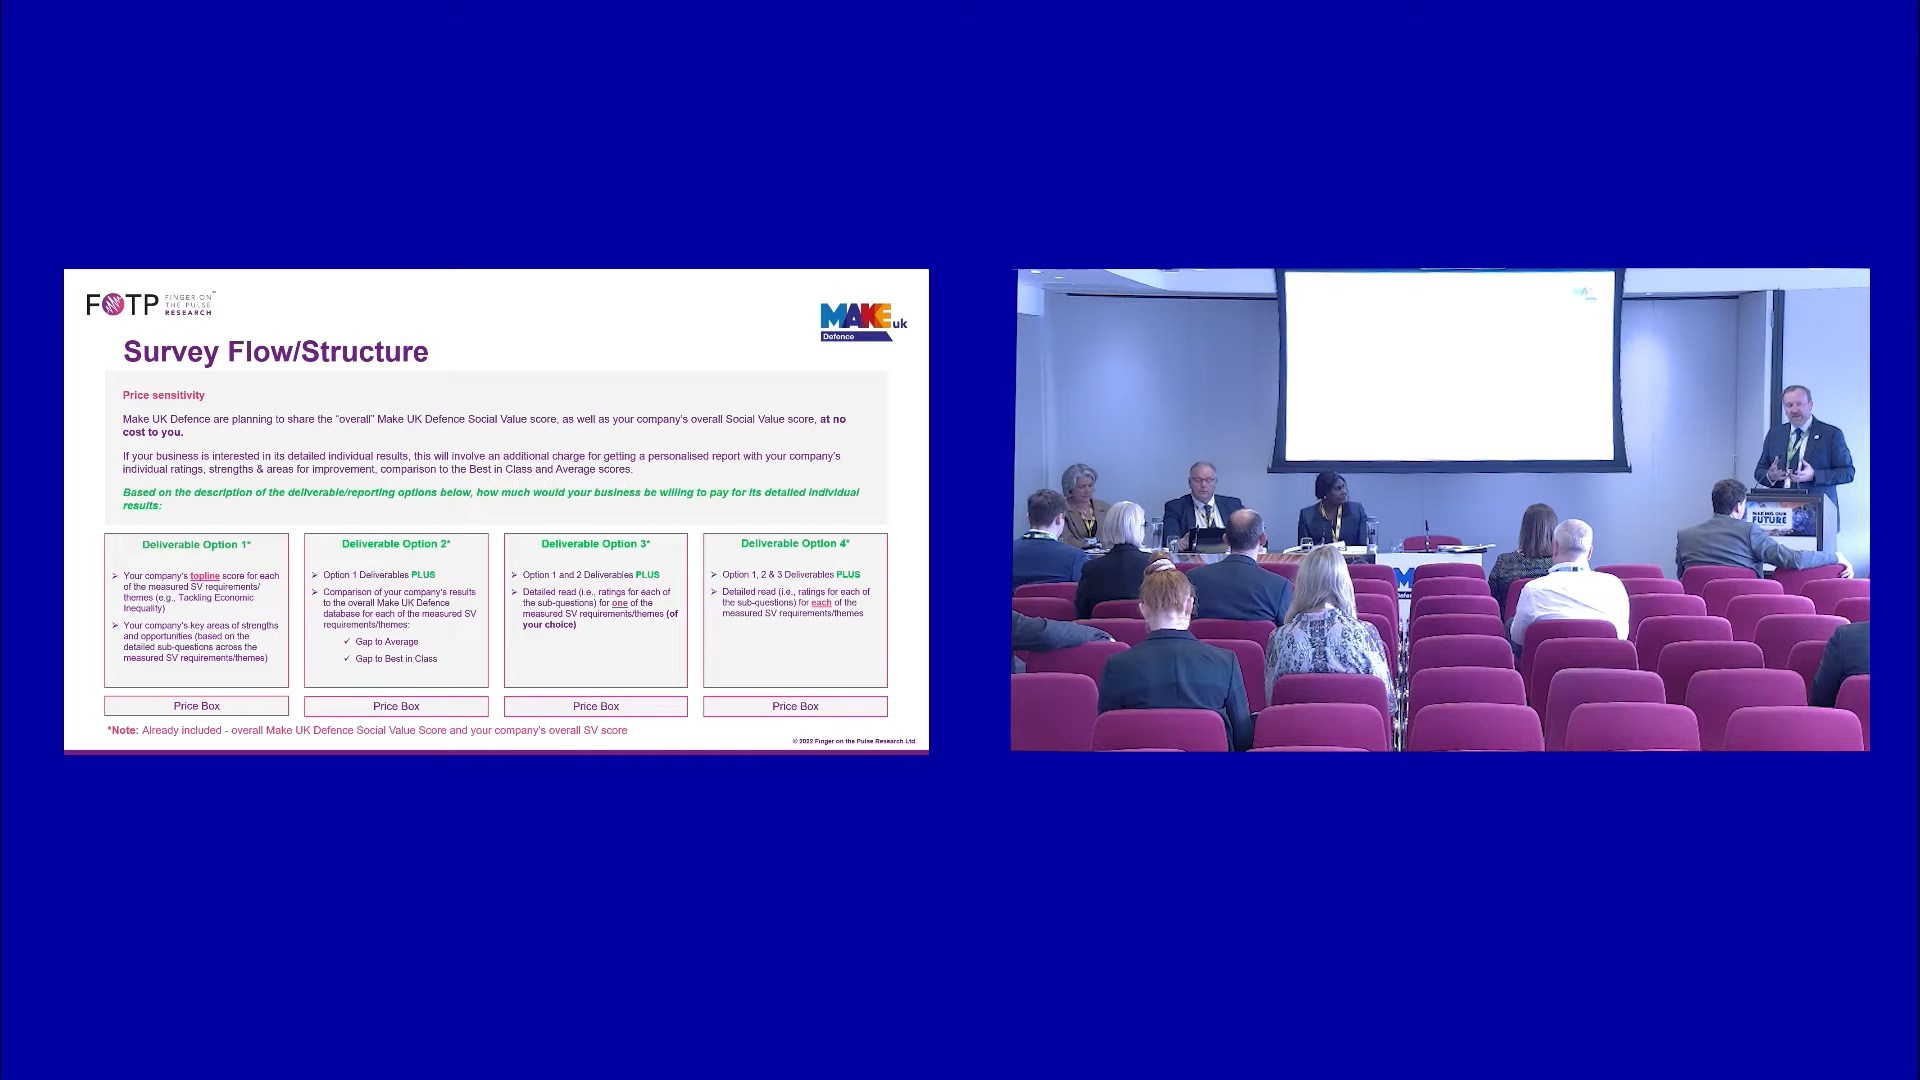 FOTP FINGER ON
THE PULSE
RESEARCH
MAKE uk
Defence
Survey Flow/Structure
Price sensitivity
Make UK Defence are planning to share the “overall” Make UK Defence Social Value score, as well as your company’s overall Social Value score, at no
cost to you.
If your business is interested in its detailed individual results, this will involve an additional charge for getting a personalised report with your company’s
individual ratings, strengths & areas for improvement, comparison to the Best in Class and Average scores.
Based on the description of the deliverable/reporting options below, how much would your business be willing to pay for its detailed individual
results:
Deliverable Option 1*
➢ Your company’s topline score for each
of the measured SV requirements/
themes (e.g., Tackling Economic
Inequality)
➢ Your company’s key areas of strengths
and opportunities (based on the
detailed sub-questions across the
measured SV requirements/themes)
Price Box
Deliverable Option 2*
➢ Option 1 Deliverables PLUS
➢ Comparison of your company’s results
to the overall Make UK Defence
database for each of the measured SV
requirements/themes:
✓ Gap to Average
✓ Gap to Best in Class
Price Box
Deliverable Option 3*
➢ Option 1 and 2 Deliverables PLUS
➢ Detailed read (i.e., ratings for each of
the sub-questions) for one of the
measured SV requirements/themes (of
your choice)
Price Box
Deliverable Option 4*
➢ Option 1, 2 & 3 Deliverables PLUS
➢ Detailed read (i.e., ratings for each of
the sub-questions) for each of the
measured SV requirements/themes
Price Box
*Note: Already included - overall Make UK Defence Social Value Score and your company’s overall SV score
© 2022 Finger on the Pulse Research Ltd.
MAKING OUR
FUTURE